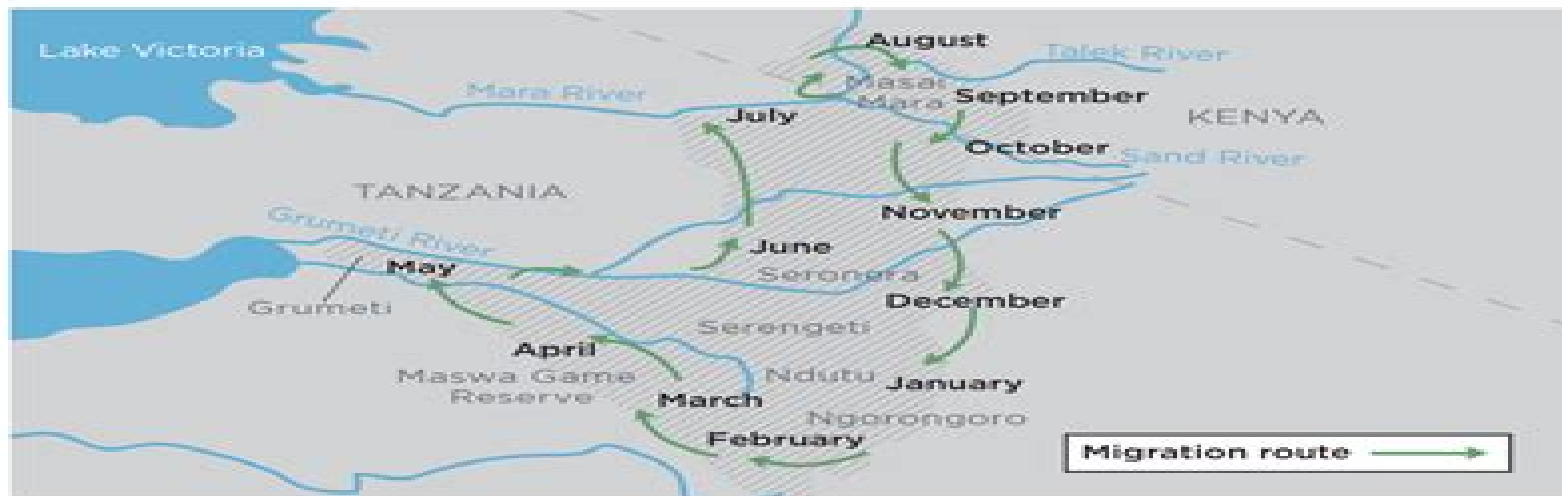 Lake Victoria
August
Talek River
Mara River
Masai
Mara
September
July
KENYA
October
Sand River
TANZANIA
Grumeti River
November
June
May
Seronera
December
Grumeti
Serengeti
April
Maswa Game
Reserve
Ndutu
January
March
Ngorongoro
February
Migration route